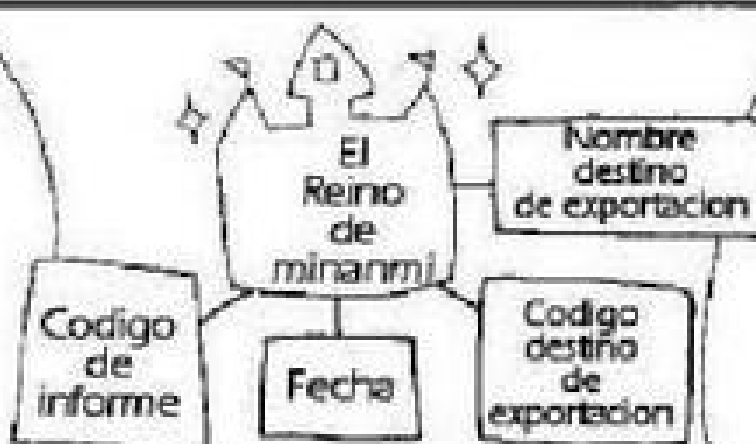 El
Reino
de
minanmi
Nombre
destino
de exportacion
Codigo
de
informe
Fecha
Codigo
destino
de
exportacion